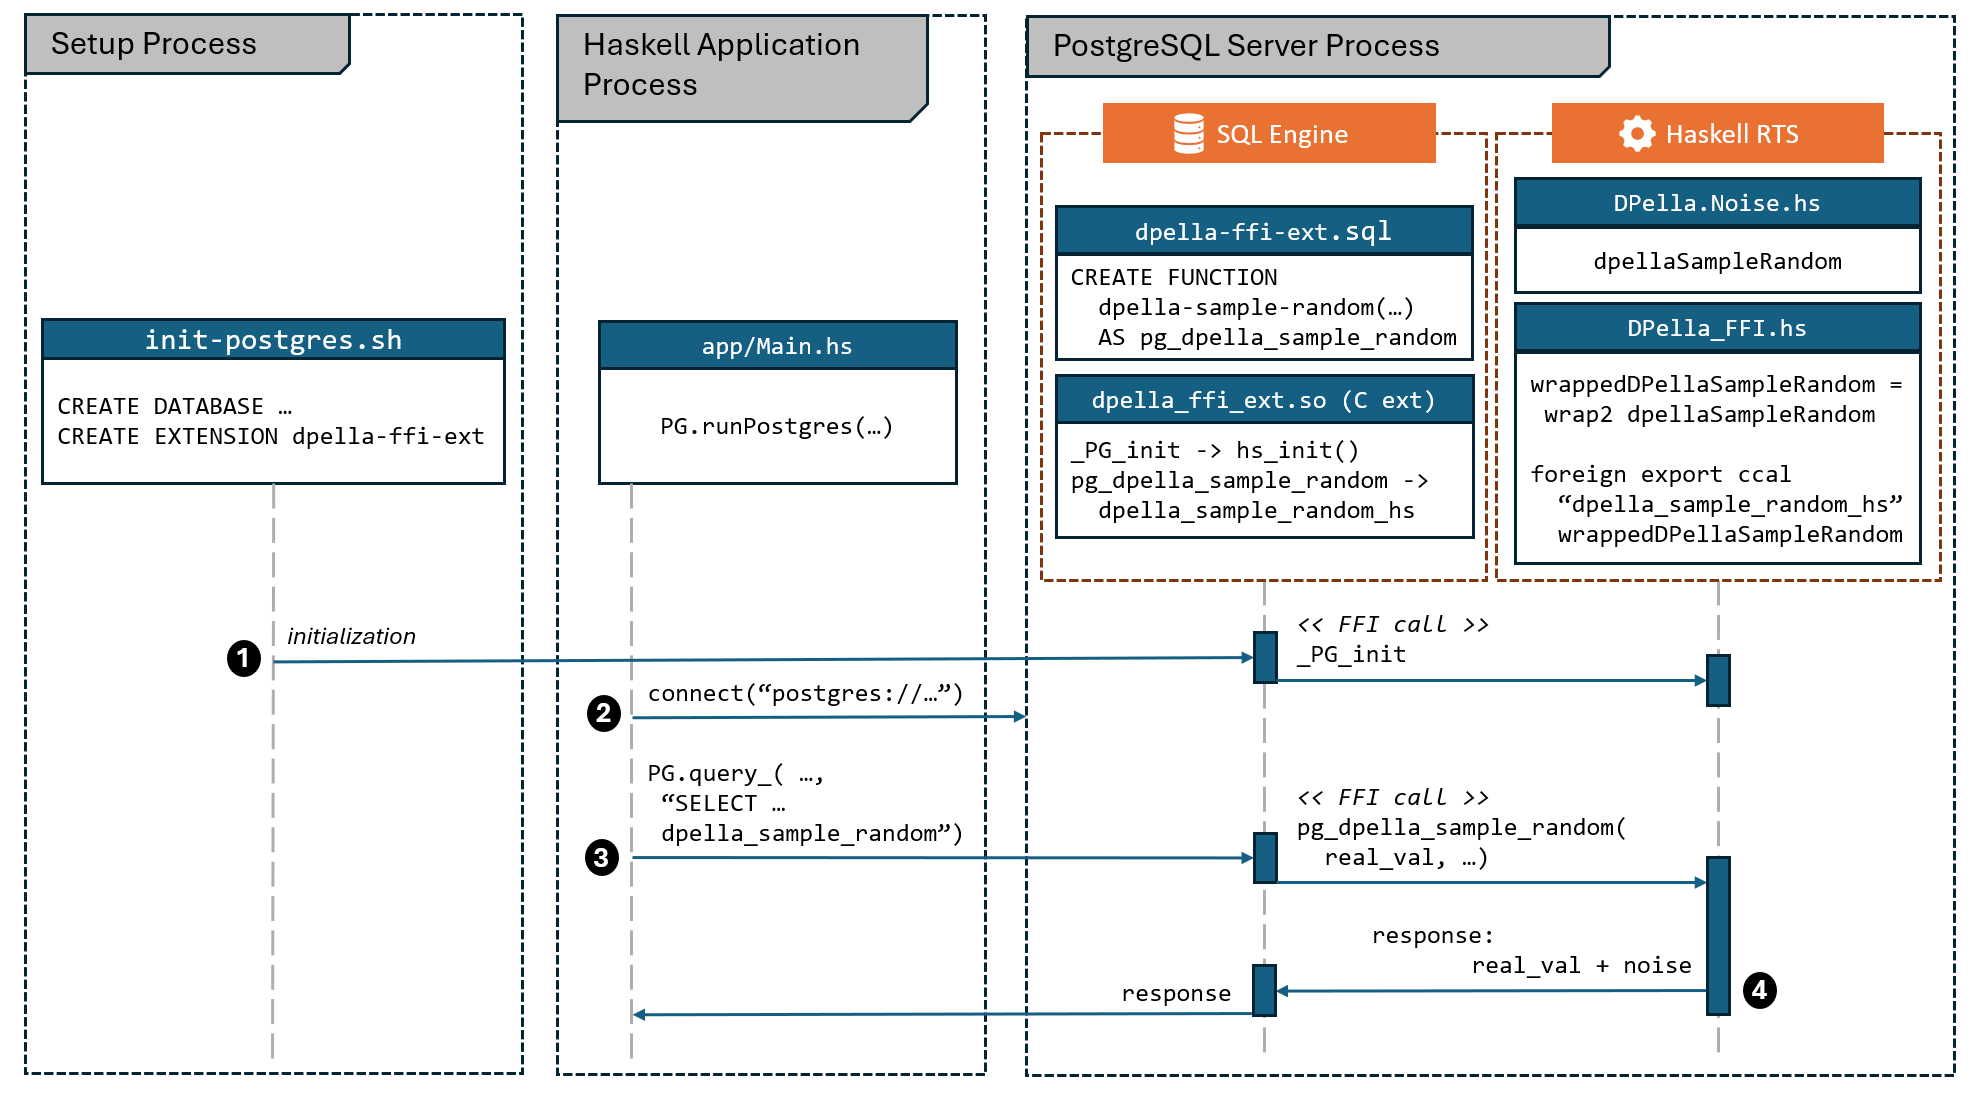 Setup Process
Haskell Application
Process
PostgreSQL Server Process
SQL Engine
Haskell RTS
init-postgres.sh
CREATE DATABASE …
CREATE EXTENSION dpella-ffi-ext
app/Main.hs
PG.runPostgres(…)
dpella-ffi-ext.sql
CREATE FUNCTION
dpella-sample-random(…)
AS pg_dpella_sample_random
dpella_ffi_ext.so (C ext)
_PG_init -> hs_init()
pg_dpella_sample_random ->
dpella_sample_random_hs
DPella.Noise.hs
dpellaSampleRandom
DPella_FFI.hs
wrappedDPellaSampleRandom =
wrap2 dpellaSampleRandom
foreign export ccal
“dpella_sample_random_hs”
wrappedDPellaSampleRandom
1
initialization
<< FFI call >>
_PG_init
2
connect(“postgres://…”)
3
PG.query_( …,
“SELECT …
dpella_sample_random”)
<< FFI call >>
pg_dpella_sample_random(
real_val, …)
response:
real_val + noise
4
response